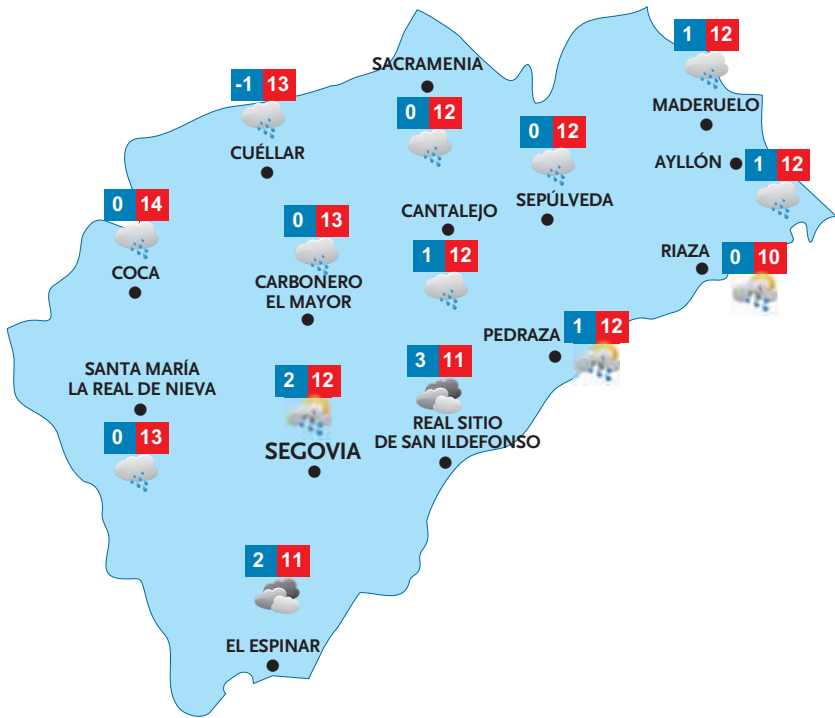 1 12
MADERUELO
SACRAMENIA
0 12
-1 13
CUÉLLAR
0 12
SEPÚLVEDA
AYLLÓN
1 12
0 14
COCA
0 13
CARBONERO
EL MAYOR
CANTALEJO
1 12
RIAZA
0 10
PEDRAZA
1 12
SANTA MARÍA
LA REAL DE NIEVA
0 13
2 12
SEGOVIA
3 11
REAL SITIO
DE SAN ILDEFONSO
2 11
EL ESPINAR